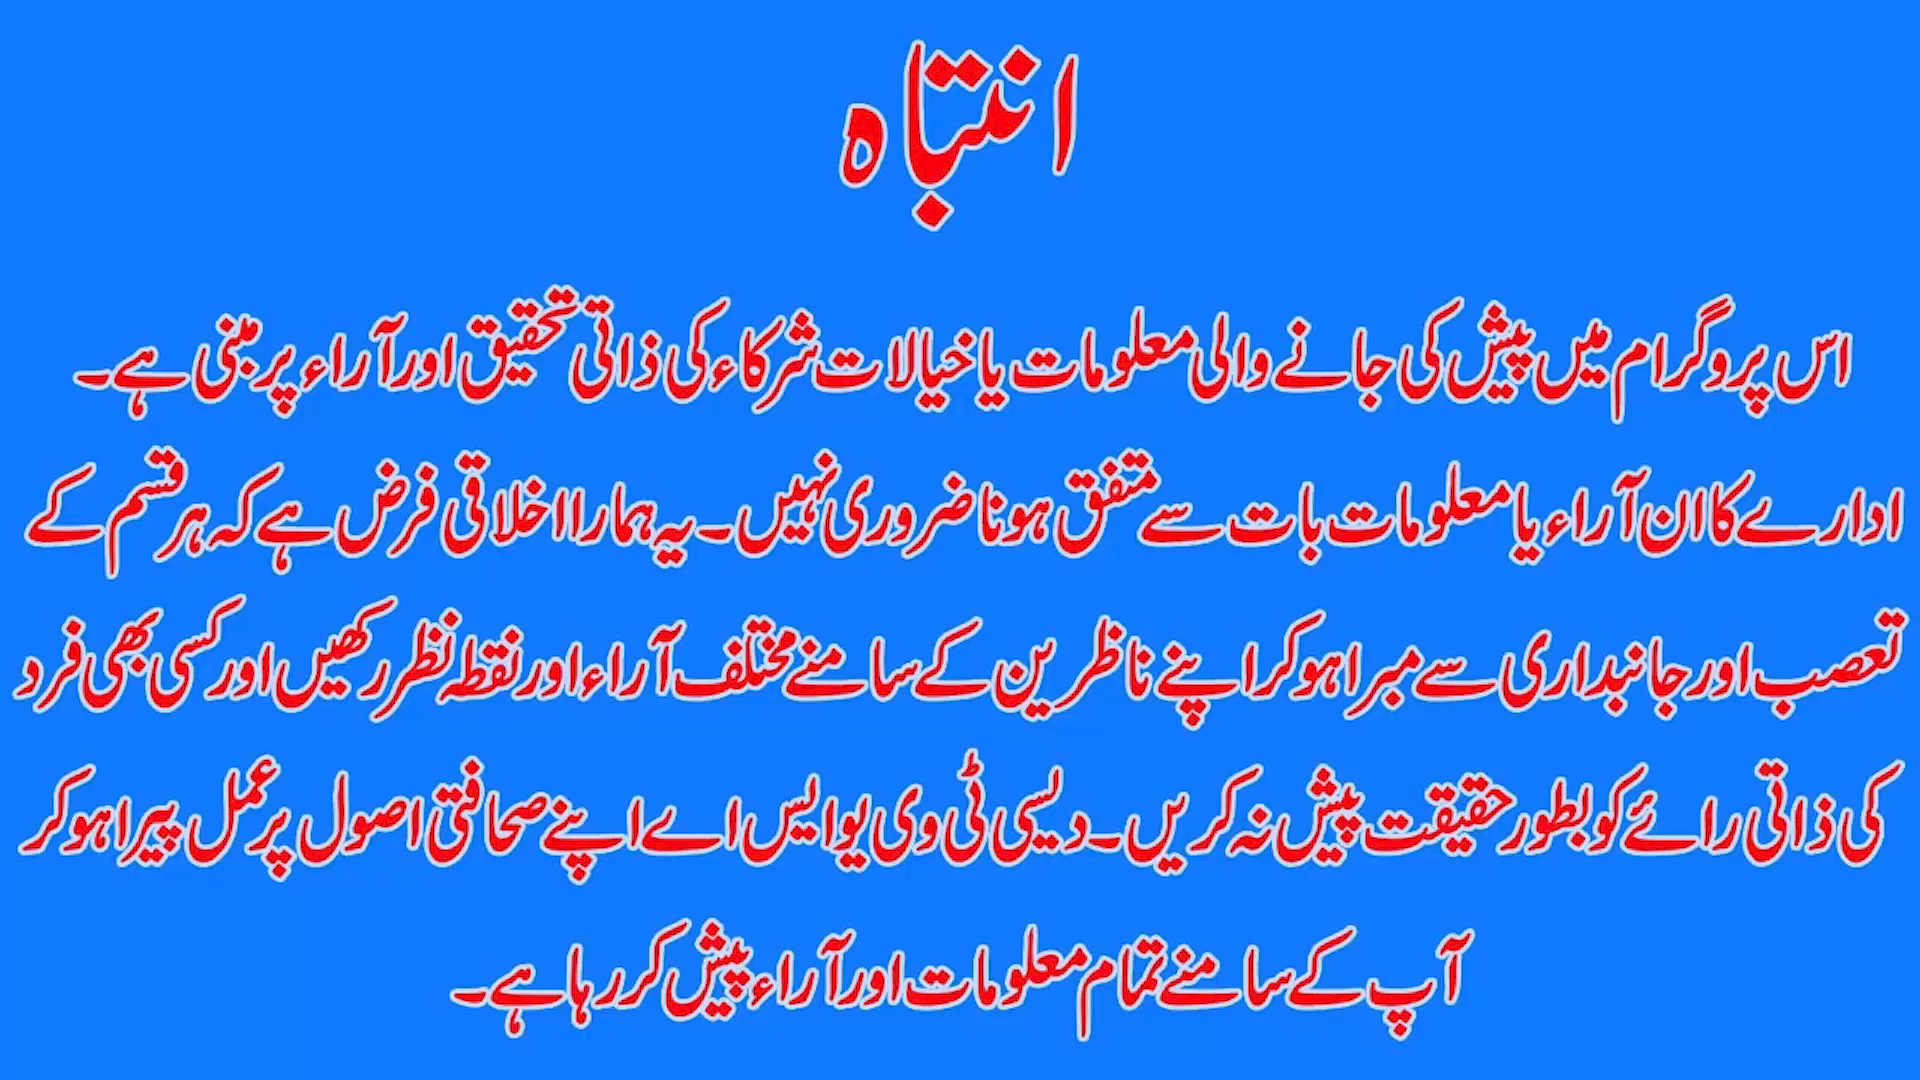 انتباہ
اس پروگرام میں پیش کی جانے والی معلومات یا خیالات شرکاء کی ذاتی تحقیق اور آراء پر مبنی ہے۔
ادارے کا ان آراء یا معلومات بات سے متفق ہونا ضروری نہیں۔ یہ ہمارا اخلاقی فرض ہے کہ ہر قسم کے
تعصب اور جانبداری سے مبرا ہو کر اپنے ناظرین کے سامنے مختلف آراء اور نقطہ نظر رکھیں اور کسی بھی فرد
کی ذاتی رائے کو بطور حقیقت پیش نہ کریں۔ دیسی ٹی وی یو ایس اے اپنے صحافتی اصول پر عمل پیرا ہو کر
آپ کے سامنے تمام معلومات اور آراء پیش کر رہا ہے۔